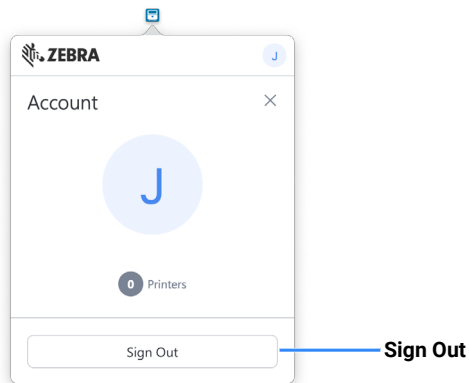 ZEBRA
J
Account
J
0 Printers
Sign Out
Sign Out